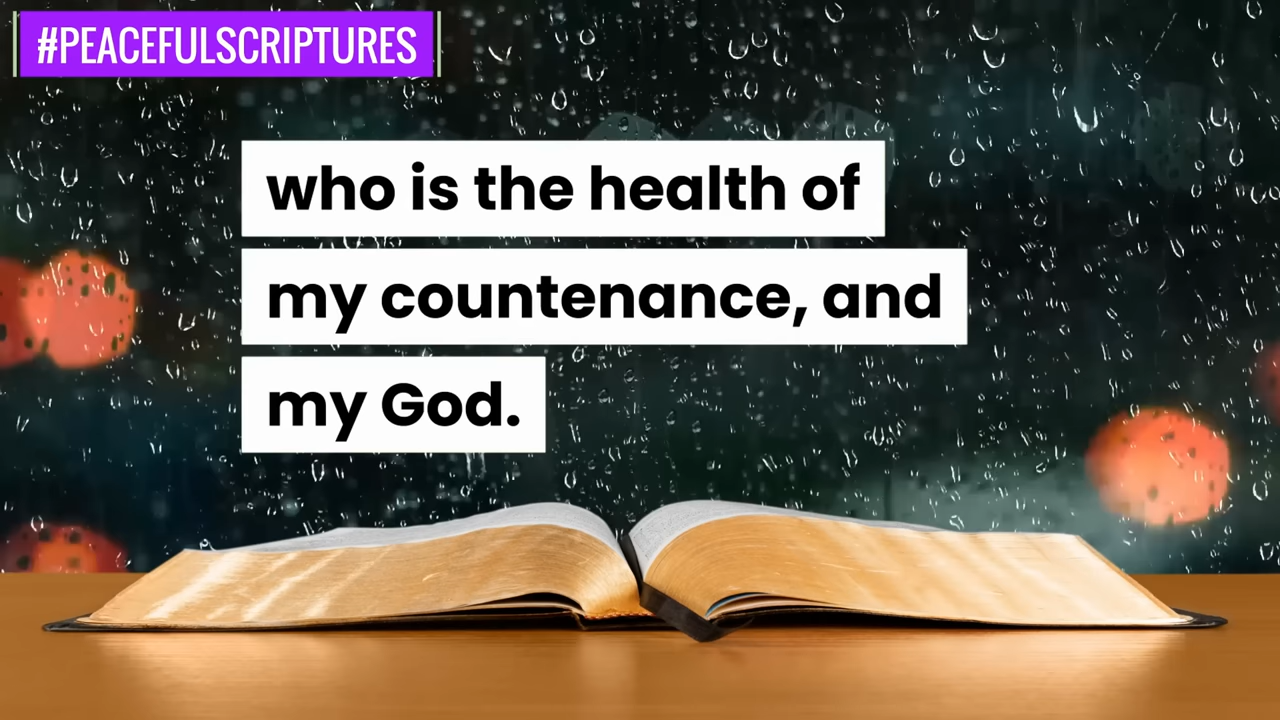 #PEACEFULSCRIPTURES
who is the health of
my countenance, and
my God.